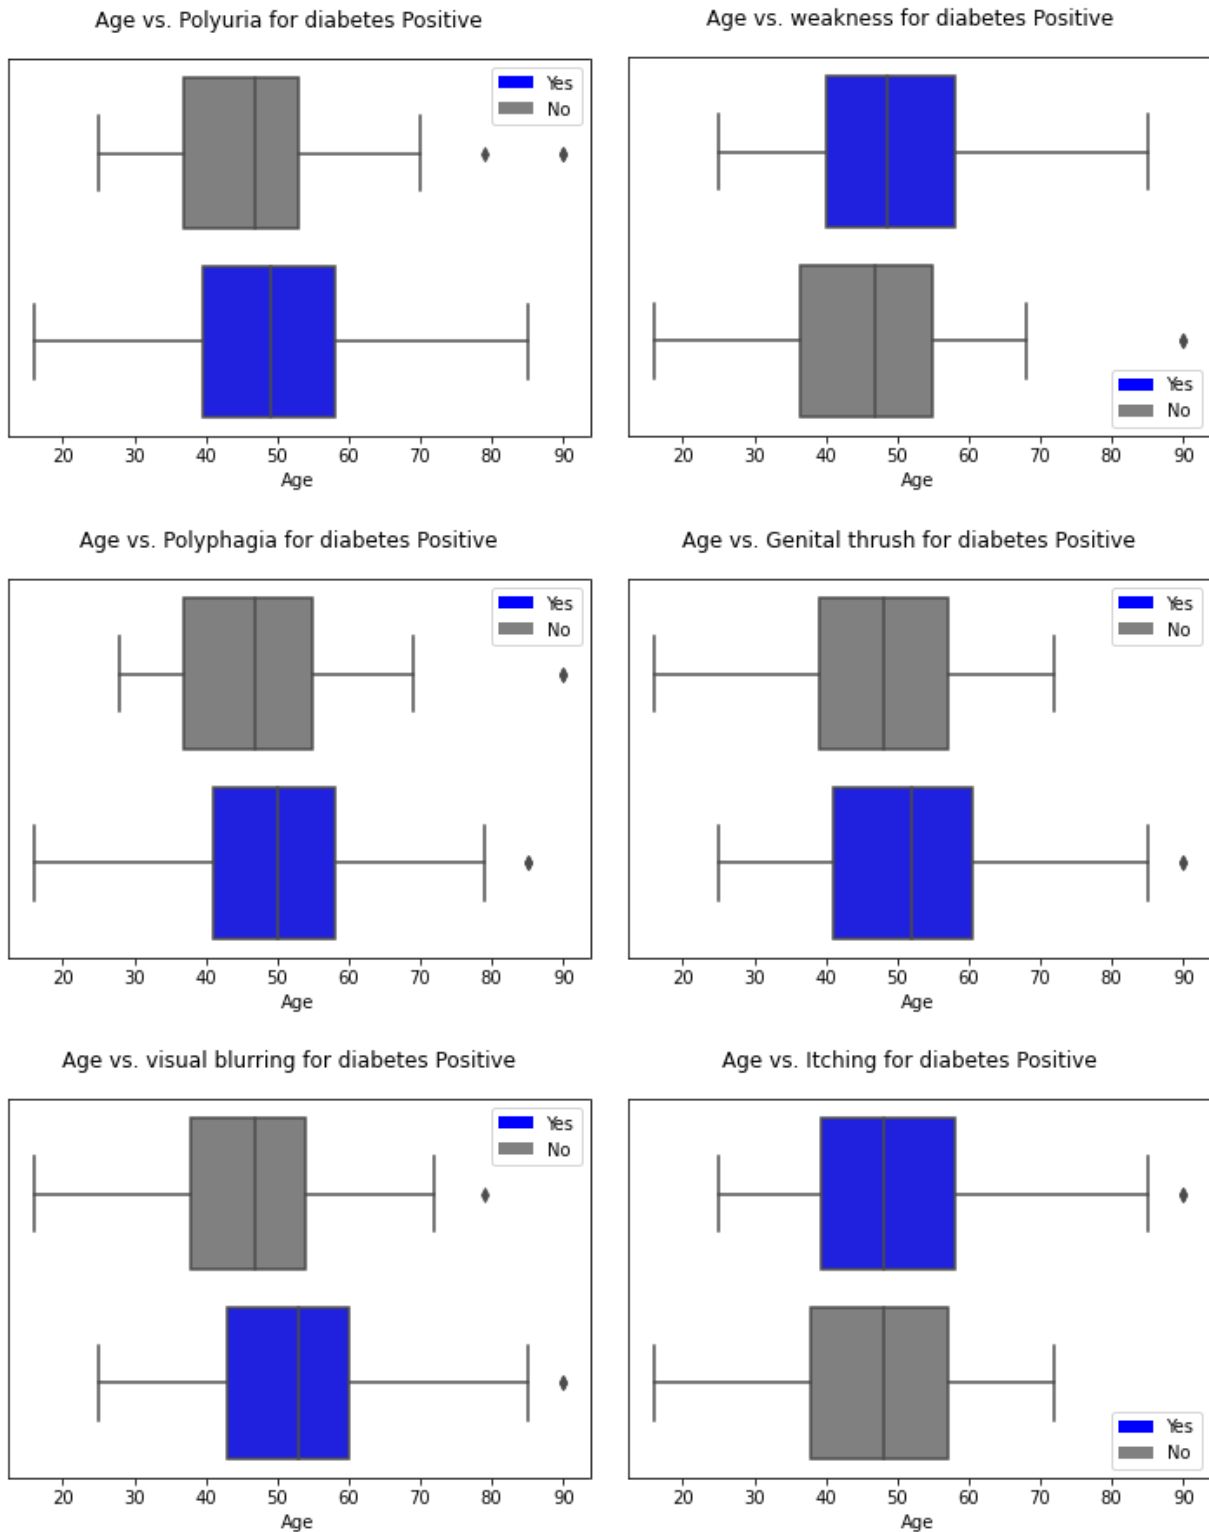 Age vs. Polyuria for diabetes Positive
Yes
No
20 30 40 50 60 70 80 90
Age
Age vs. weakness for diabetes Positive
Yes
No
20 30 40 50 60 70 80 90
Age
Age vs. Polyphagia for diabetes Positive
Yes
No
20 30 40 50 60 70 80 90
Age
Age vs. Genital thrush for diabetes Positive
Yes
No
20 30 40 50 60 70 80 90
Age
Age vs. visual blurring for diabetes Positive
Yes
No
20 30 40 50 60 70 80 90
Age
Age vs. Itching for diabetes Positive
Yes
No
20 30 40 50 60 70 80 90
Age